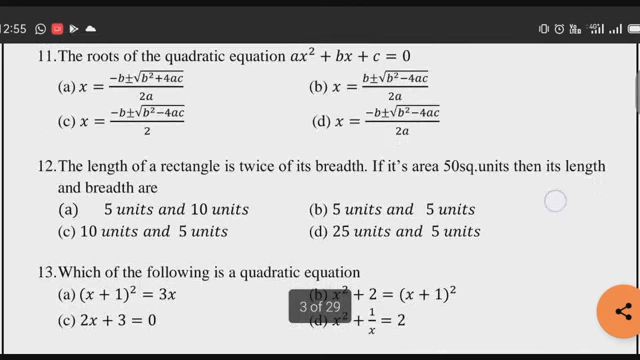 12:55
11.The roots of the quadratic equation ax² + bx + c = 0
(a) x = (-b±√(b²+4ac))/2a (b) x = (b±√(b²-4ac))/2a
(c) x = (-b±√(b²-4ac))/2 (d) x = (-b±√(b²-4ac))/2a
12.The length of a rectangle is twice of its breadth. If it's area 50sq.units then its length
and breadth are
(a) 5 units and 10 units (b) 5 units and 5 units
(c) 10 units and 5 units (d) 25 units and 5 units
13.Which of the following is a quadratic equation
(a) (x + 1)² = 3x (b) x² + 2 = (x + 1)²
3 of 29
(c) 2x + 3 = 0 (d) x² + 1/x = 2